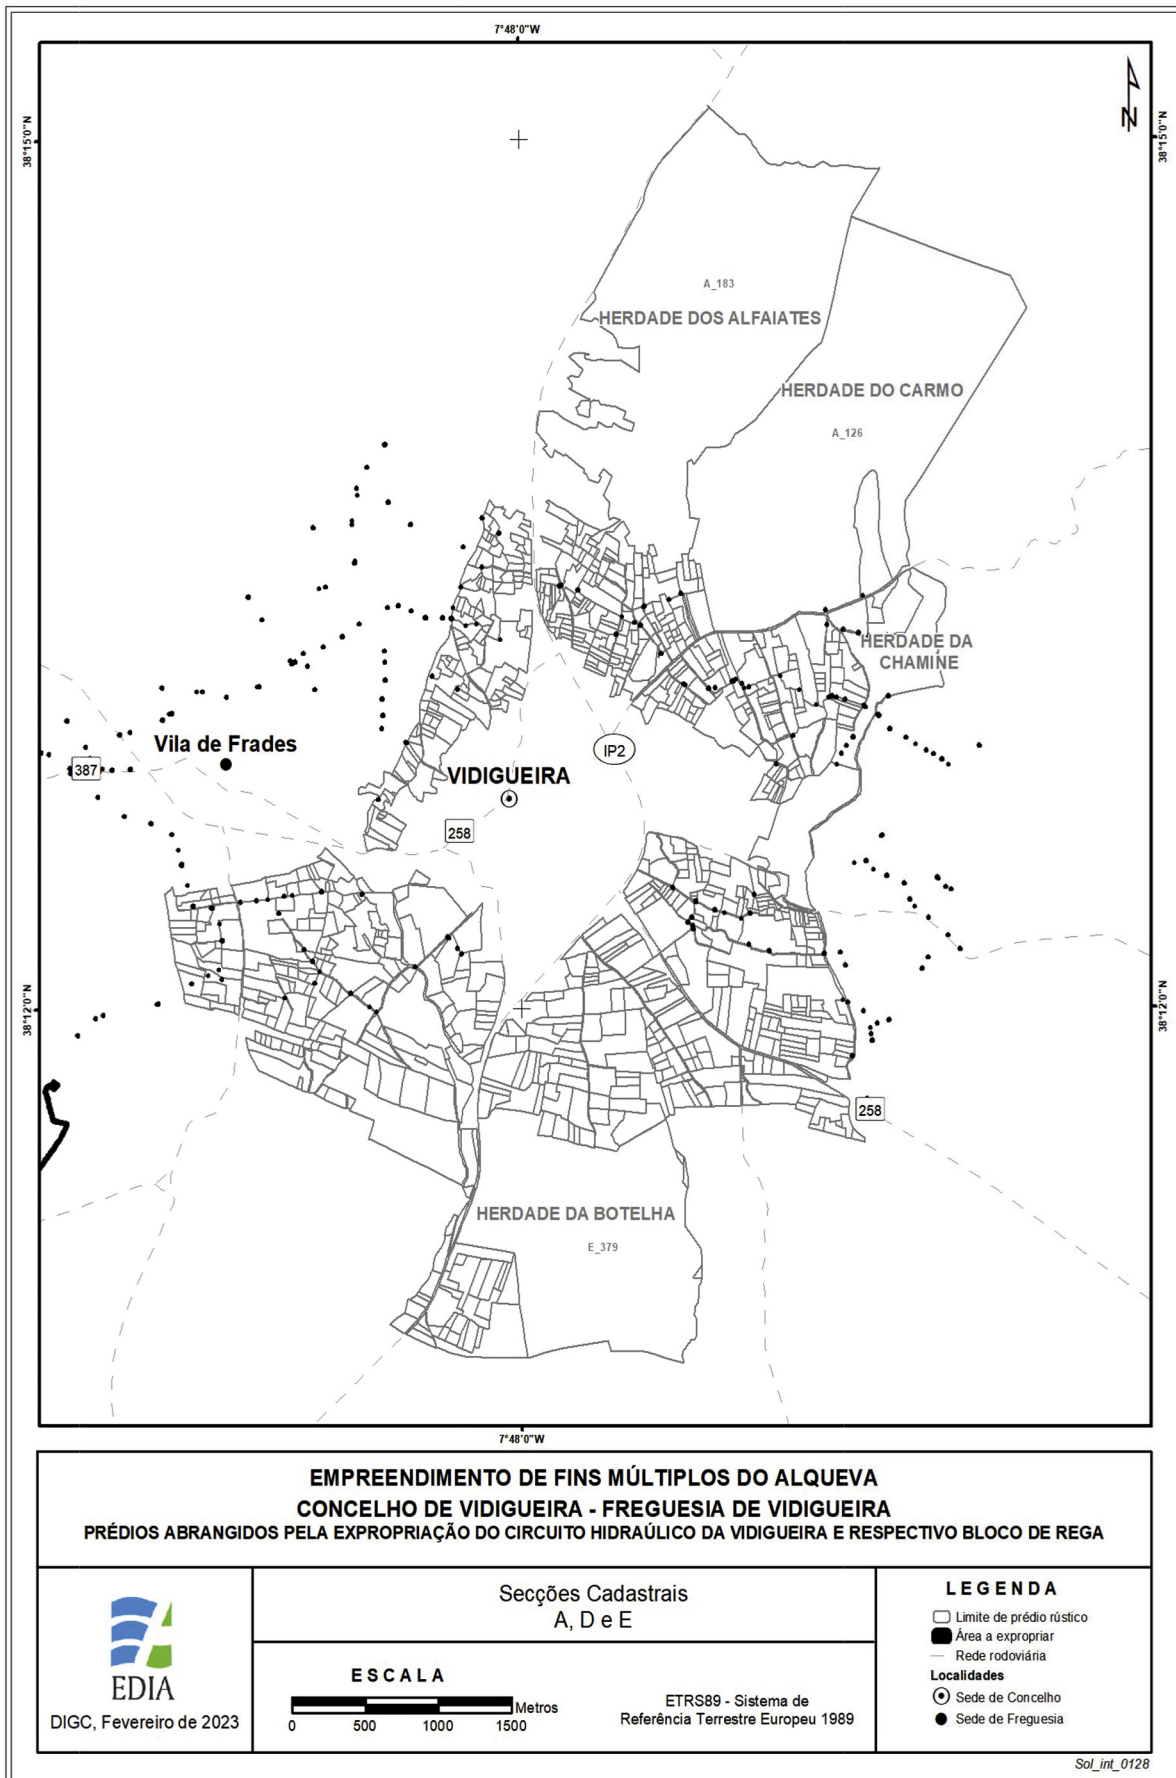 7°48'0"W
38°15'0"N
38°15'0"N
N
A_183
HERDADE DOS ALFAIATES
HERDADE DO CARMO
A_126
HERDADE DA
CHAMINÉ
Vila de Frades
IP2
387
VIDIGUEIRA
258
38°12'0"N
38°12'0"N
258
HERDADE DA BOTELHA
E_379
7°48'0"W
EMPREENDIMENTO DE FINS MÚLTIPLOS DO ALQUEVA
CONCELHO DE VIDIGUEIRA - FREGUESIA DE VIDIGUEIRA
PRÉDIOS ABRANGIDOS PELA EXPROPRIAÇÃO DO CIRCUITO HIDRAÚLICO DA VIDIGUEIRA E RESPECTIVO BLOCO DE REGA
EDIA
DIGC, Fevereiro de 2023
Secções Cadastrais
A, D e E
ESCALA
Metros
0 500 1000 1500
ETRS89 - Sistema de
Referência Terrestre Europeu 1989
LEGENDA
Limite de prédio rústico
Área a expropriar
Rede rodoviária
Localidades
Sede de Concelho
Sede de Freguesia
Sol_int_0128